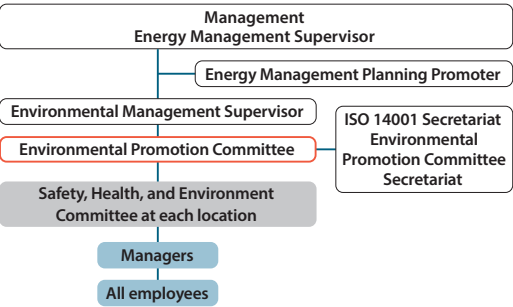 Management
Energy Management Supervisor
Energy Management Planning Promoter
Environmental Management Supervisor
Environmental Promotion Committee
ISO 14001 Secretariat
Environmental
Promotion Committee
Secretariat
Safety, Health, and Environment
Committee at each location
Managers
All employees